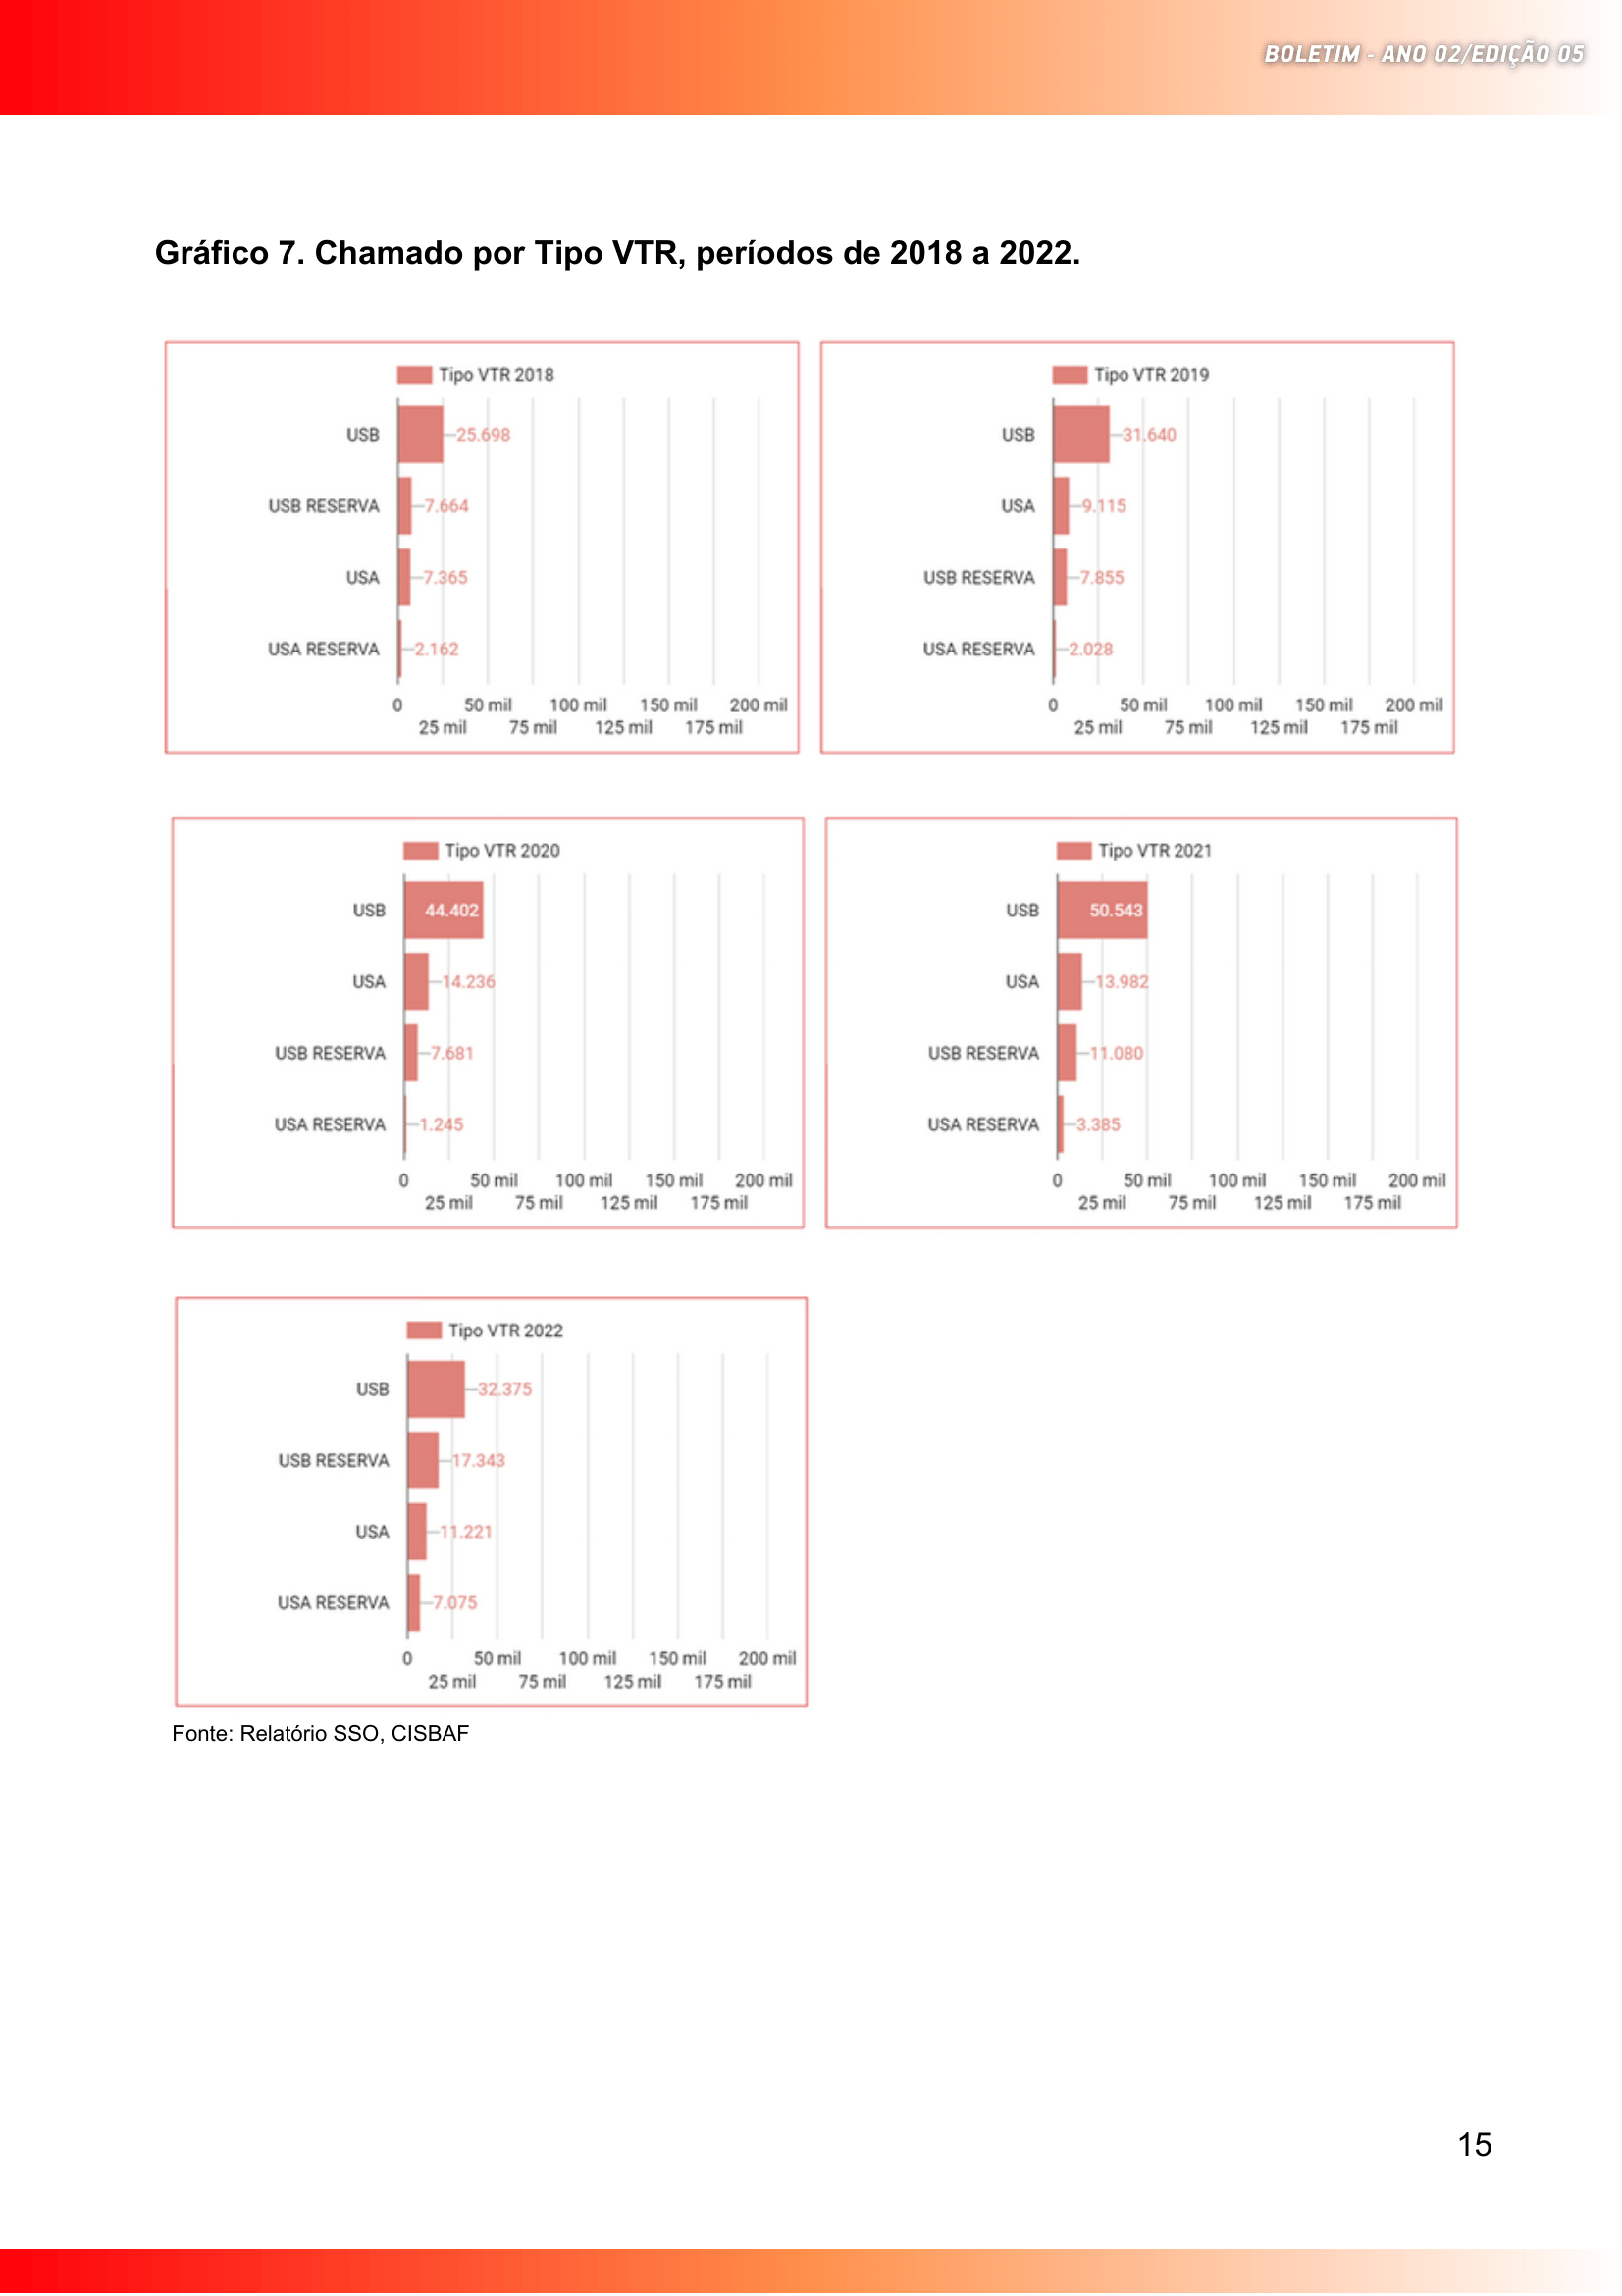 BOLETIM - ANO 02/EDIÇÃO 05
Gráfico 7. Chamado por Tipo VTR, períodos de 2018 a 2022.
Tipo VTR 2018
USB 25.698
USB RESERVA 7.664
USA 7.365
USA RESERVA 2.162
0 50 mil 100 mil 150 mil 200 mil
25 mil 75 mil 125 mil 175 mil
Tipo VTR 2019
USB 31.640
USA 9.115
USB RESERVA 7.855
USA RESERVA 2.028
0 50 mil 100 mil 150 mil 200 mil
25 mil 75 mil 125 mil 175 mil
Tipo VTR 2020
USB 44.402
USA 14.236
USB RESERVA 7.681
USA RESERVA 1.245
0 50 mil 100 mil 150 mil 200 mil
25 mil 75 mil 125 mil 175 mil
Tipo VTR 2021
USB 50.543
USA 13.982
USB RESERVA 11.080
USA RESERVA 3.385
0 50 mil 100 mil 150 mil 200 mil
25 mil 75 mil 125 mil 175 mil
Tipo VTR 2022
USB 32.375
USB RESERVA 17.343
USA 11.221
USA RESERVA 7.075
0 50 mil 100 mil 150 mil 200 mil
25 mil 75 mil 125 mil 175 mil
Fonte: Relatório SSO, CISBAF
15